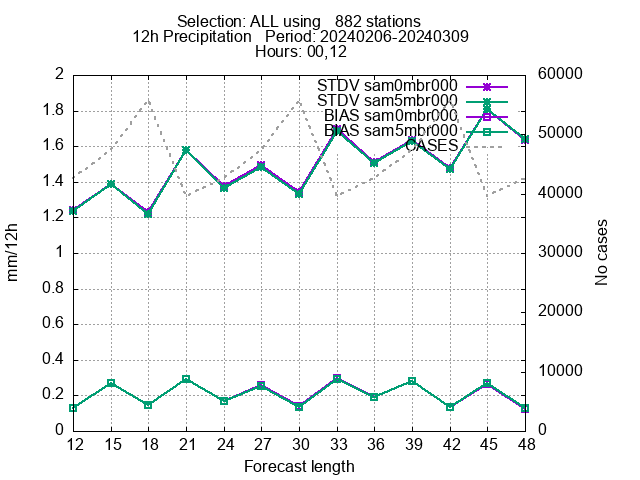 Selection: ALL using   882 stations
12h Precipitation   Period: 20240206-20240309
Hours: 00,12
STDV sam0mbr000
STDV sam5mbr000
BIAS sam0mbr000
BIAS sam5mbr000
CASES
2
1.8
1.6
1.4
1.2
1
0.8
0.6
0.4
0.2
0
mm/12h
60000
50000
40000
30000
20000
10000
0
No cases
12 15 18 21 24 27 30 33 36 39 42 45 48
Forecast length